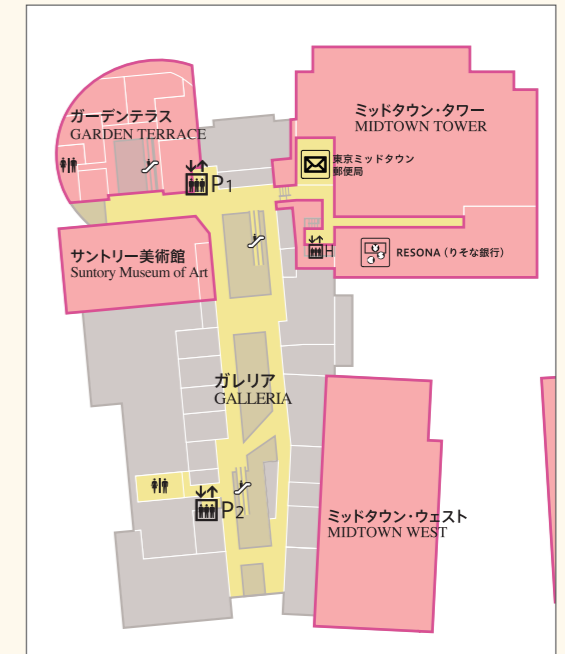 ガーデンテラス
GARDEN TERRACE
P1
ミッドタウン・タワー
MIDTOWN TOWER
東京ミッドタウン
郵便局
サントリー美術館
Suntory Museum of Art
H
RESONA（りそな銀行）
ガレリア
GALLERIA
P2
ミッドタウン・ウェスト
MIDTOWN WEST